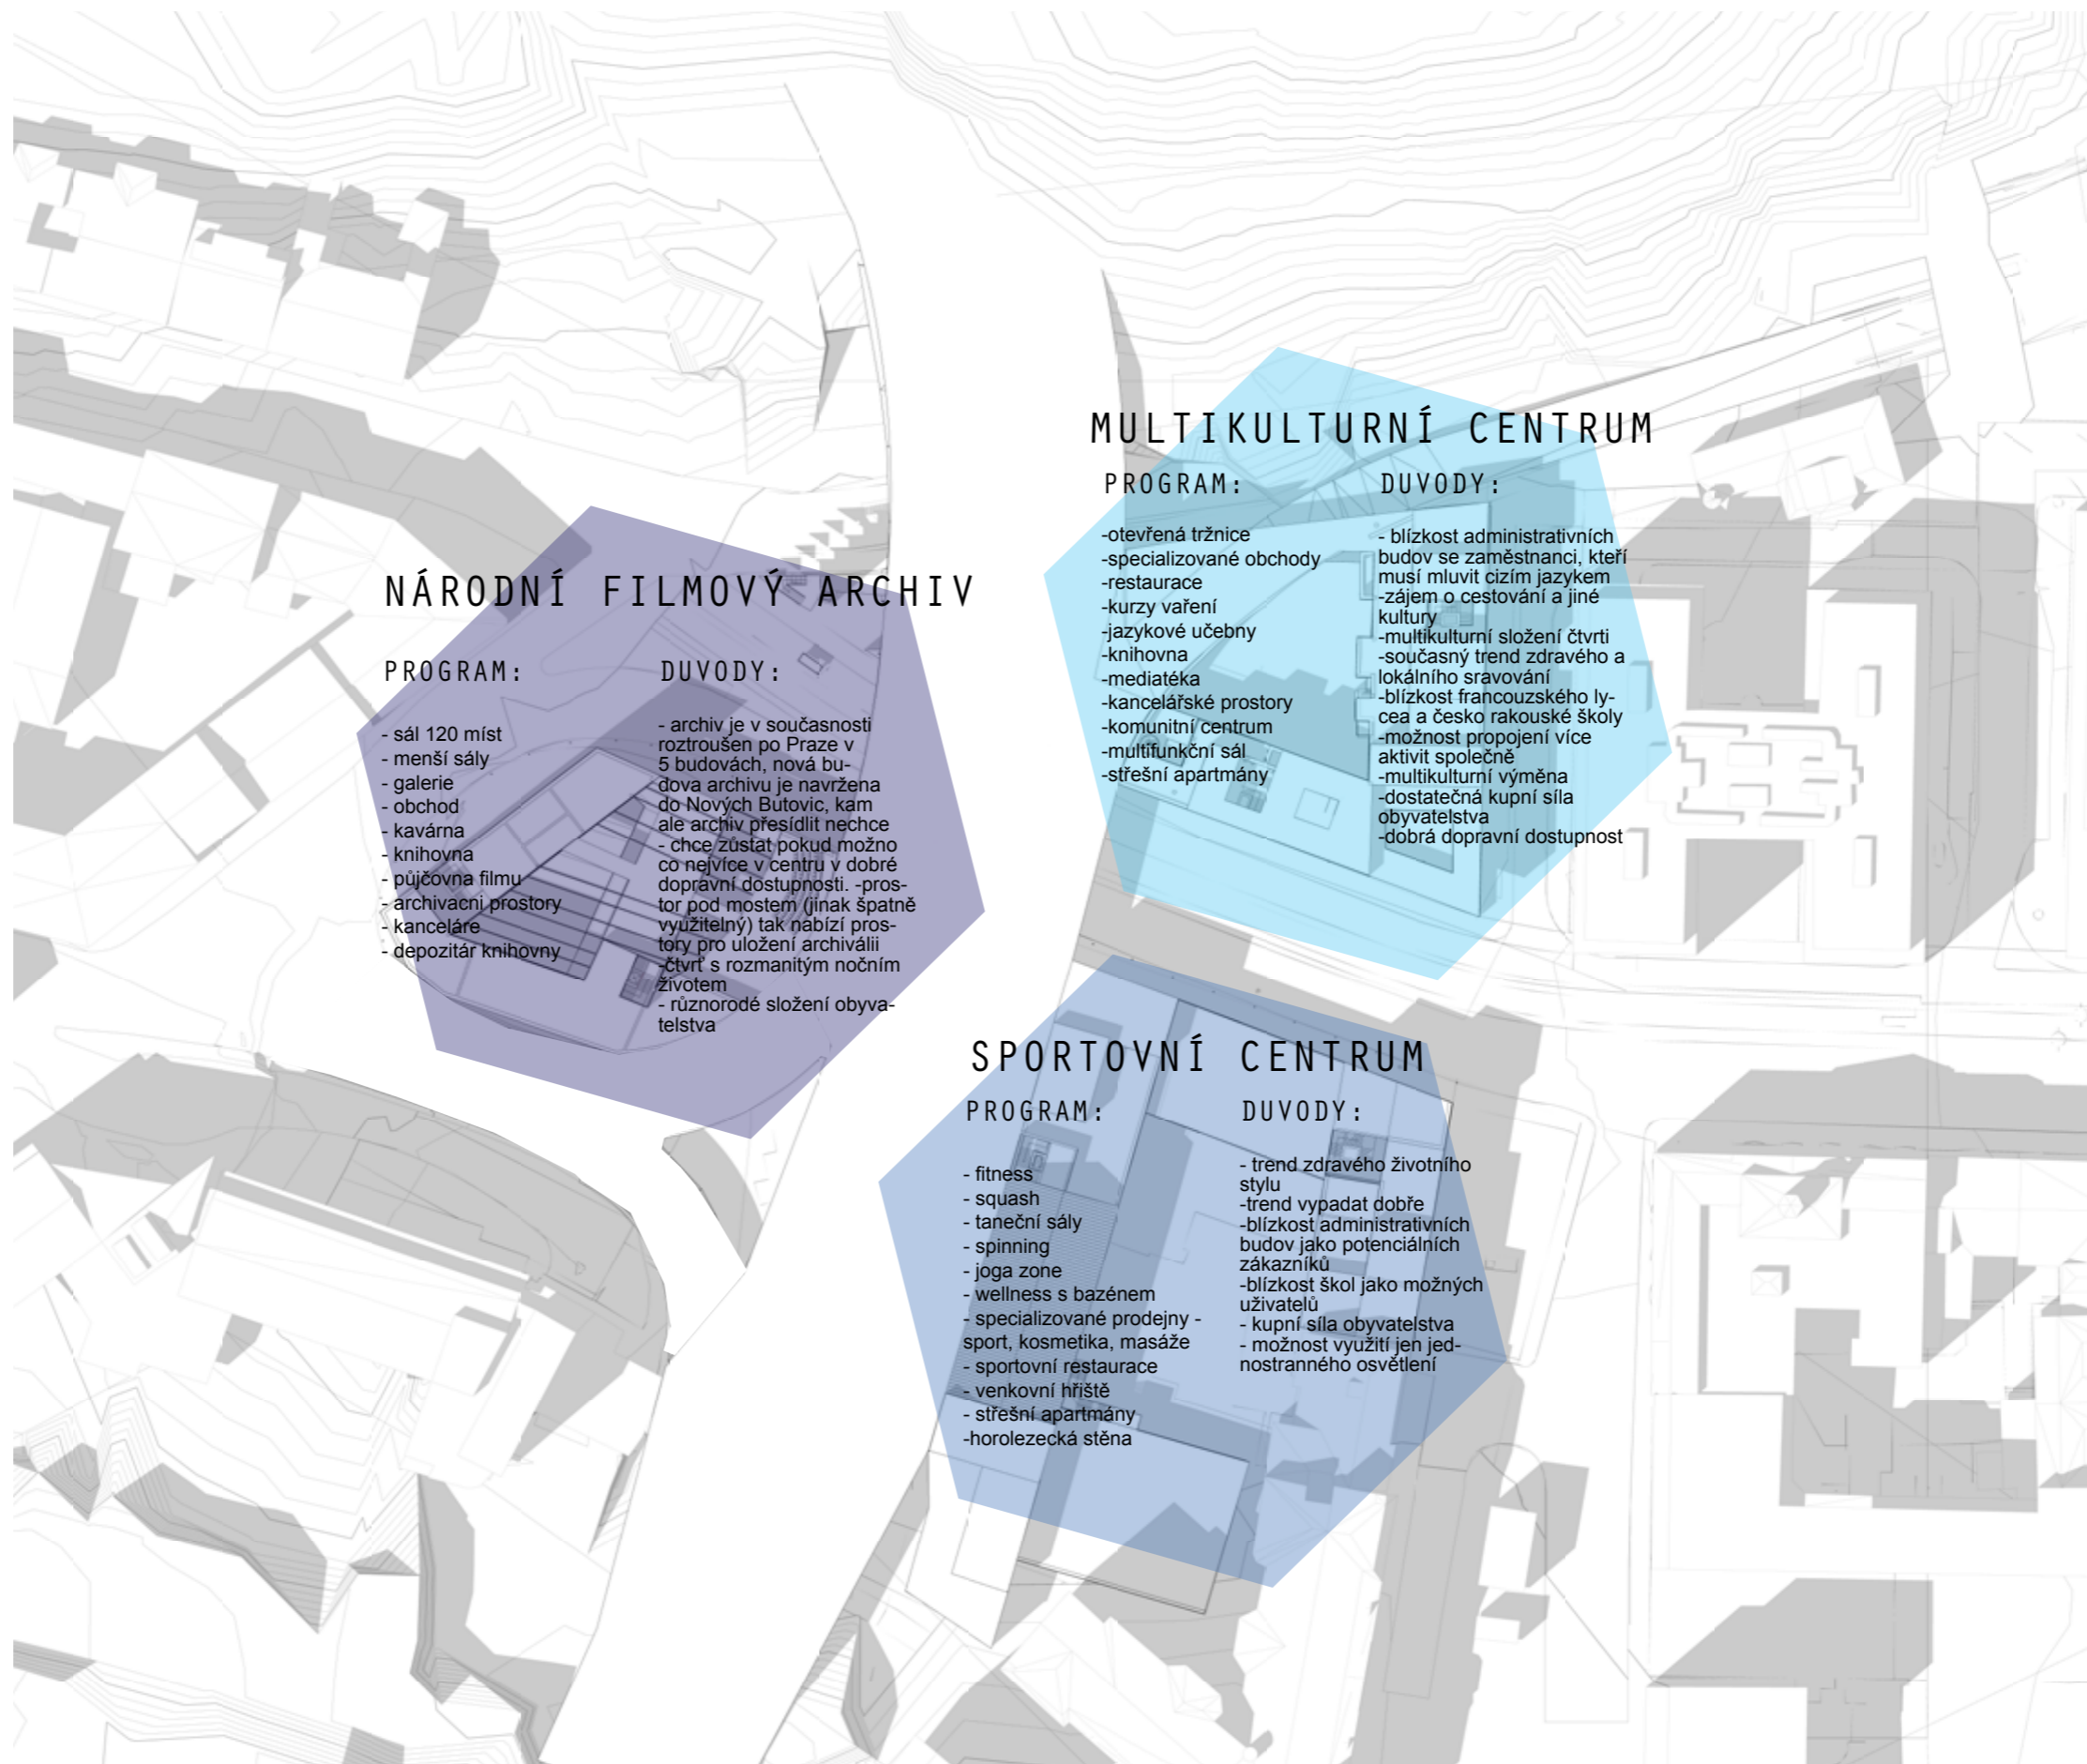 MULTIKULTURNÍ CENTRUM
PROGRAM:
-otevřená tržnice
-specializované obchody
-restaurace
-kurzy vaření
-jazykové učebny
-knihovna
-mediatéka
-kancelářské prostory
-komunitní centrum
-multifunkční sál
-střešní apartmány
DUVODY:
- blízkost administrativních
budov se zaměstnanci, kteří
musí mluvit cizím jazykem
-zájem o cestování a jiné
kultury
-multikulturní složení čtvrti
-současný trend zdravého a
lokálního sravování
-blízkost francouzského ly-
cea a česko rakouské školy
-možnost propojení více
aktivit společně
-multikulturní výměna
-dostatečná kupní síla
obyvatelstva
-dobrá dopravní dostupnost
NÁRODNÍ FILMOVÝ ARCHIV
PROGRAM:
- sál 120 míst
- menší sály
- galerie
- obchod
- kavárna
- knihovna
- půjčovna filmu
- archivacni prostory
- kanceláre
- depozitár knihovny
DUVODY:
- archiv je v současnosti
roztroušen po Praze v
5 budovách, nová bu-
dova archivu je navržena
do Nových Butovic, kam
ale archiv přesídlit nechce
- chce zůstat pokud možno
co nejvíce v centru v dobré
dopravní dostupnosti. -pros-
tor pod mostem (jinak špatně
využitelný) tak nabízí pros-
tory pro uložení archiválii
-čtvrť s rozmanitým nočním
životem
- různorodé složení obyva-
telstva
SPORTOVNÍ CENTRUM
PROGRAM:
- fitness
- squash
- taneční sály
- spinning
- joga zone
- wellness s bazénem
- specializované prodejny -
sport, kosmetika, masáže
- sportovní restaurace
- venkovní hřiště
- střešní apartmány
-horolezecká stěna
DUVODY:
- trend zdravého životního
stylu
-trend vypadat dobře
-blízkost administrativních
budov jako potenciálních
zákazníků
-blízkost škol jako možných
uživatelů
- kupní síla obyvatelstva
- možnost využití jen jed-
nostranného osvětlení